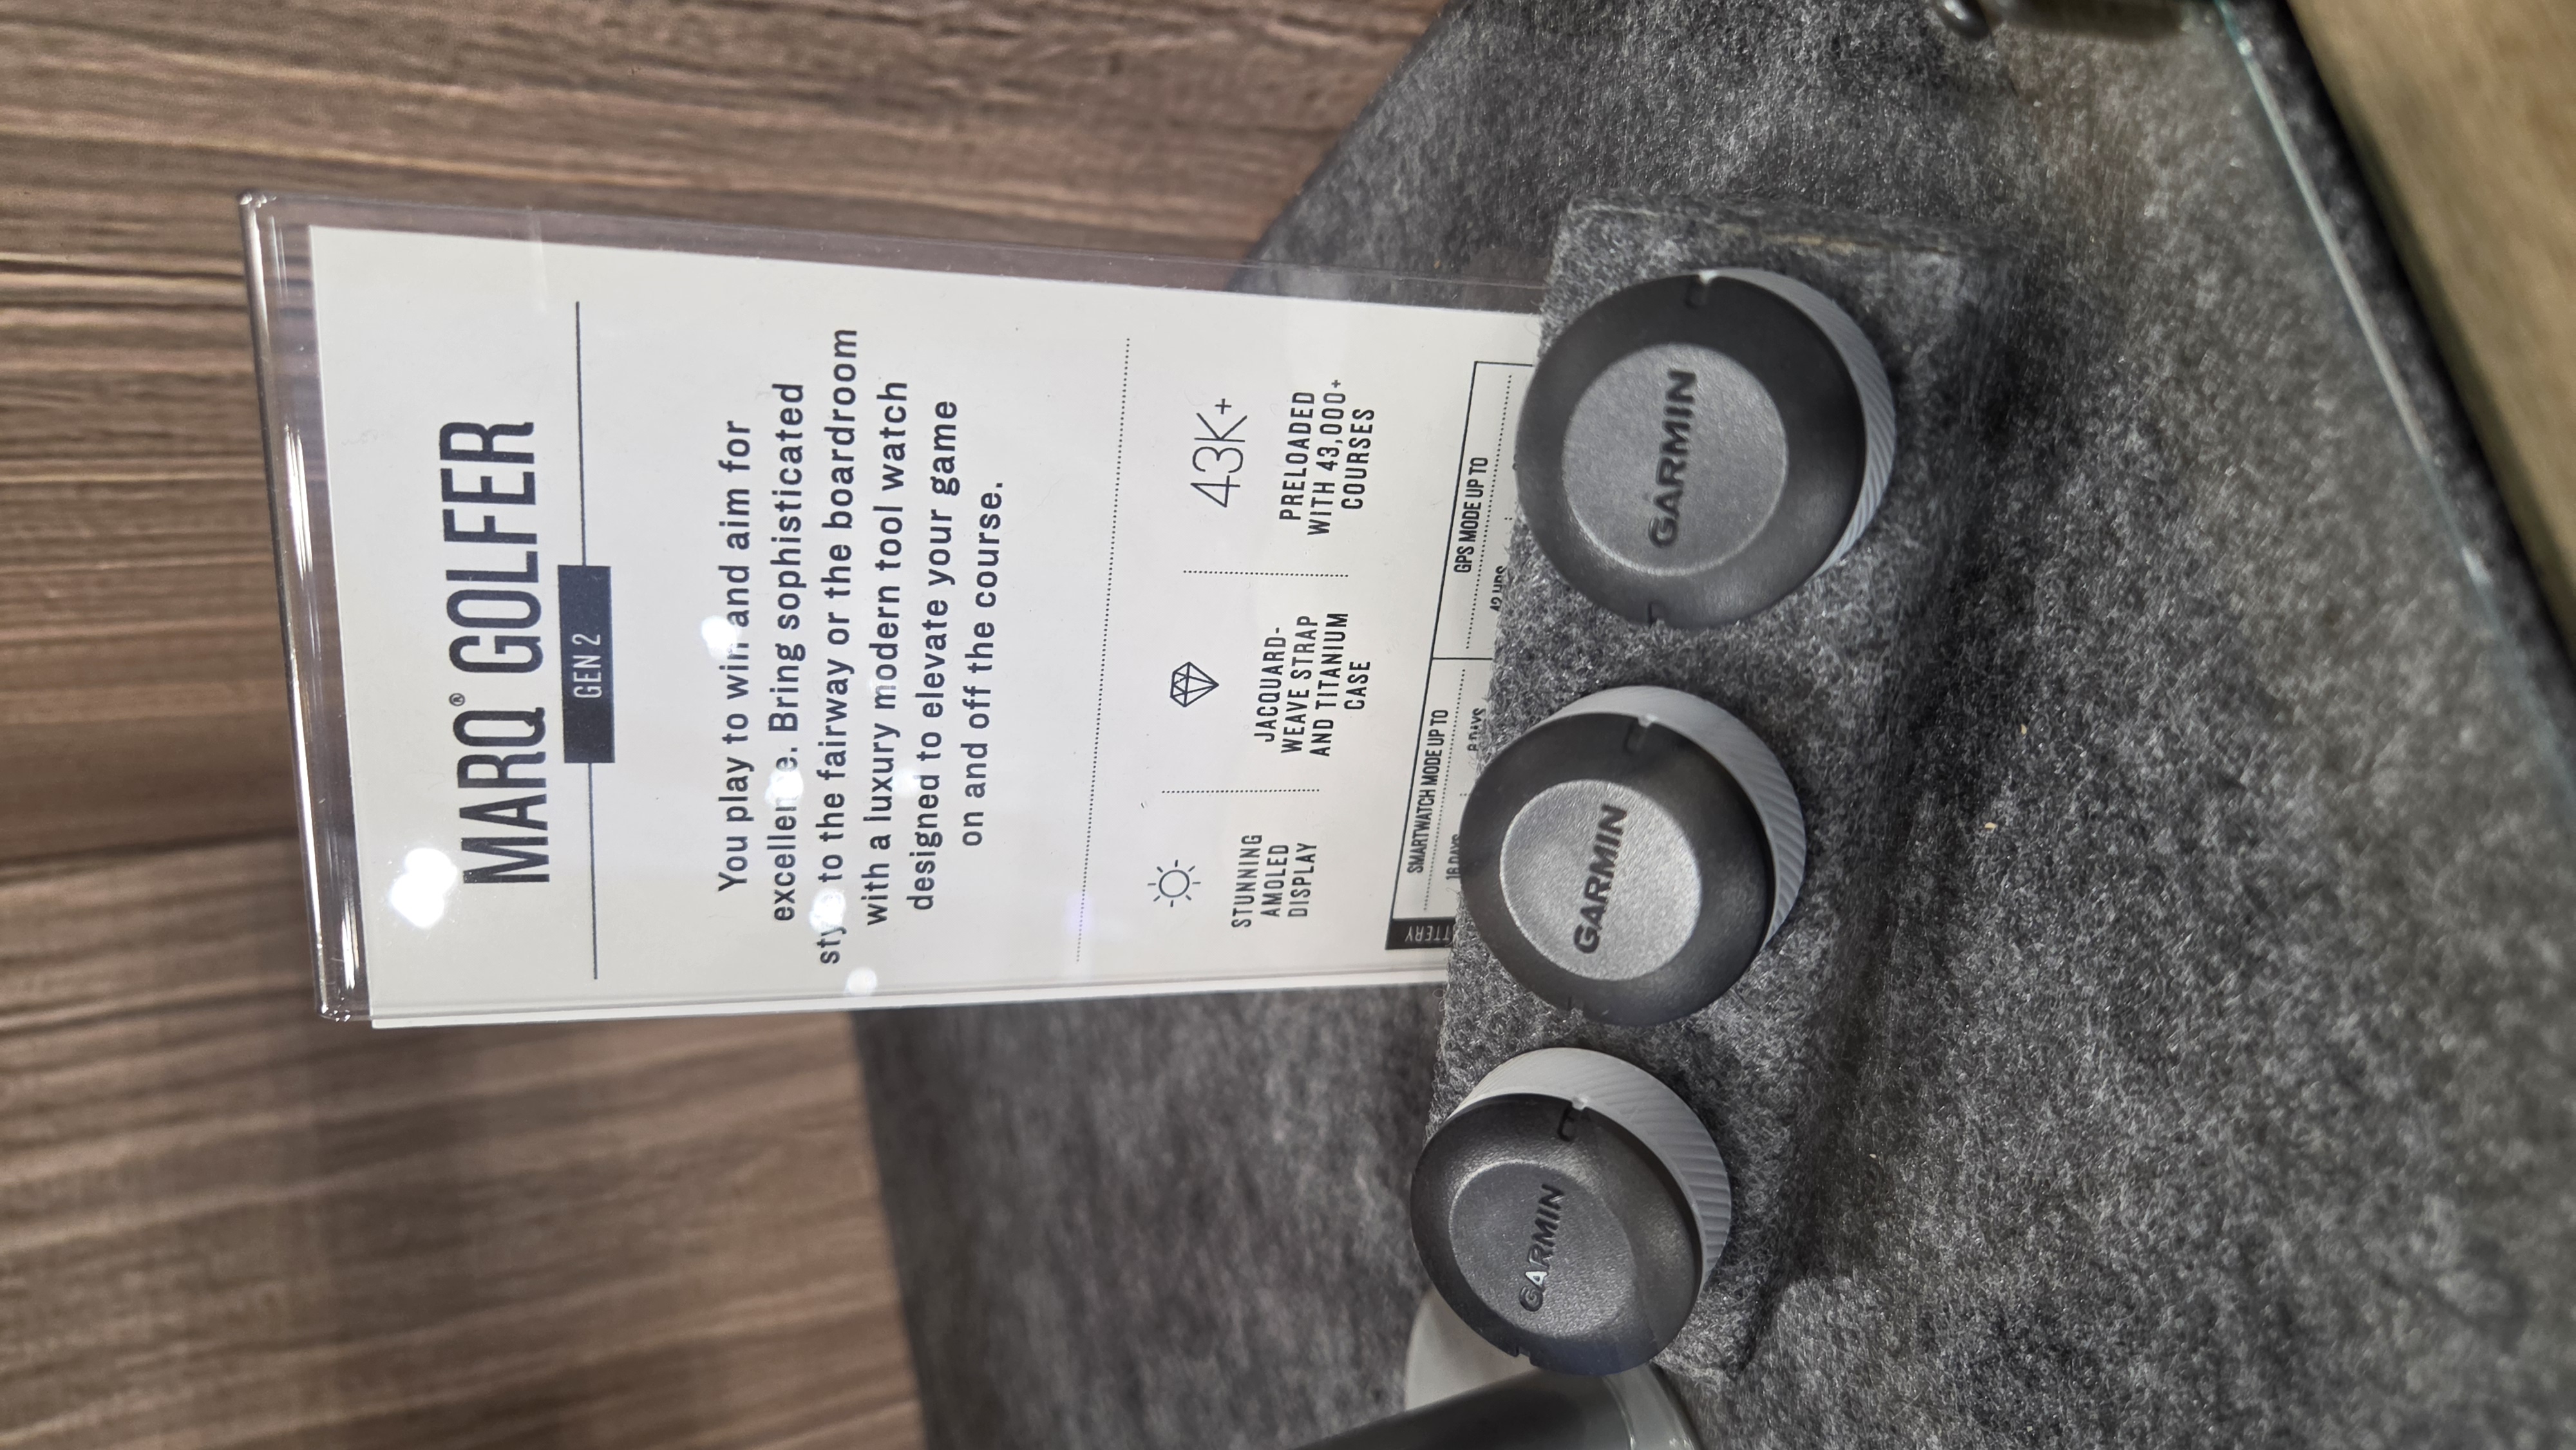 MARQ® GOLFER
GEN 2
You play to win and aim for
excellence. Bring sophisticated
style to the fairway or the boardroom
with a luxury modern tool watch
designed to elevate your game
on and off the course.
STUNNING
AMOLED
DISPLAY
JACQUARD-
WEAVE STRAP
AND TITANIUM
CASE
43K+
PRELOADED
WITH 43,000+
COURSES
SMARTWATCH MODE UP TO
GPS MODE UP TO
GARMIN
GARMIN
GARMIN